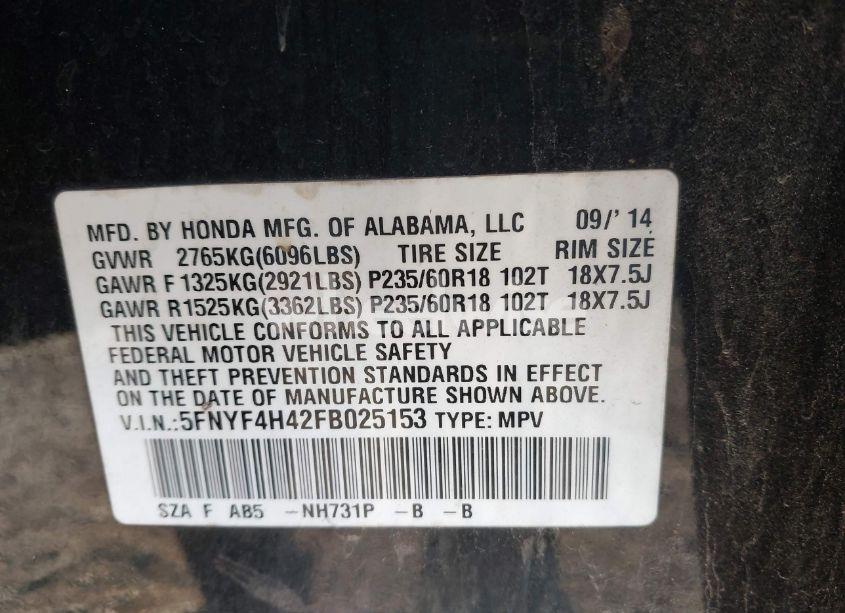 MFD. BY HONDA MFG. OF ALABAMA, LLC 09/' 14
GVWR 2765KG(6096LBS) TIRE SIZE RIM SIZE
GAWR F 1325KG(2921LBS) P235/60R18 102T 18X7.5J
GAWR R1525KG(3362LBS) P235/60R18 102T 18X7.5J
THIS VEHICLE CONFORMS TO ALL APPLICABLE
FEDERAL MOTOR VEHICLE SAFETY
AND THEFT PREVENTION STANDARDS IN EFFECT
ON THE DATE OF MANUFACTURE SHOWN ABOVE.
V.I.N.:5FNYF4H42FB025153 TYPE: MPV
SZA F AB5 -NH731P -B -B